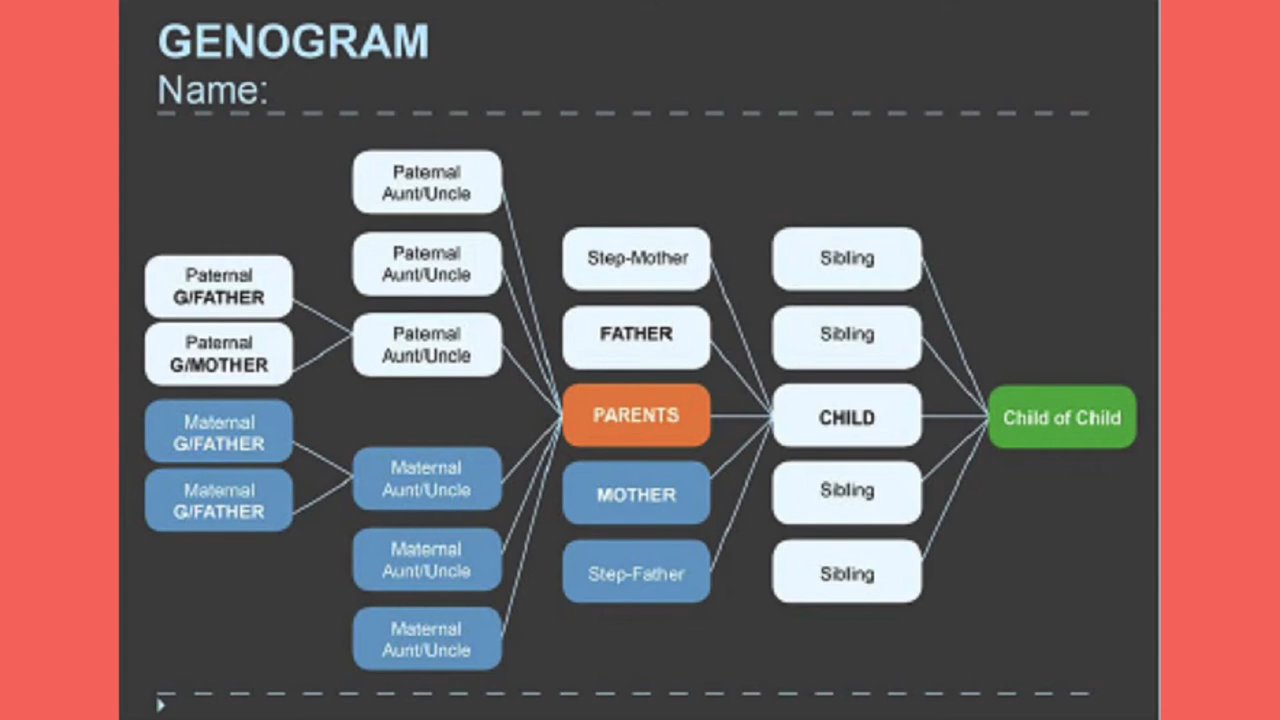 GENOGRAM
Name:
Paternal
G/FATHER
Paternal
G/MOTHER
Maternal
G/FATHER
Maternal
G/FATHER
Paternal
Aunt/Uncle
Paternal
Aunt/Uncle
Paternal
Aunt/Uncle
Maternal
Aunt/Uncle
Maternal
Aunt/Uncle
Maternal
Aunt/Uncle
Step-Mother
FATHER
PARENTS
MOTHER
Step-Father
Sibling
Sibling
CHILD
Sibling
Sibling
Child of Child